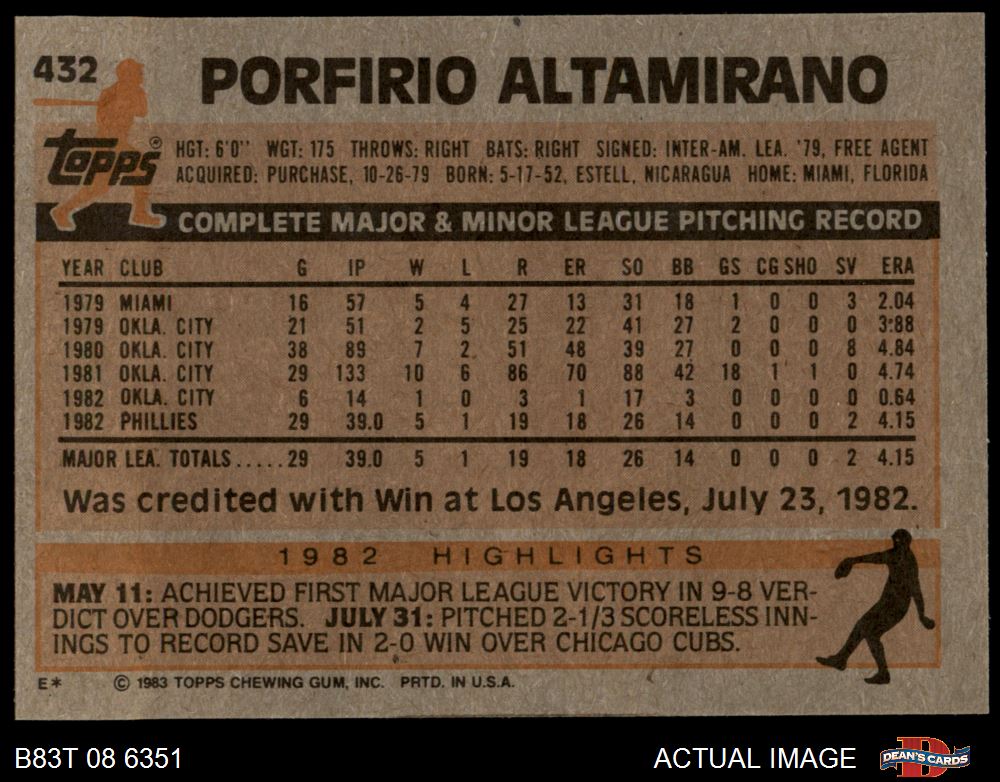 432
PORFIRIO ALTAMIRANO
Topps®
HGT: 6'0" WGT: 175 THROWS: RIGHT BATS: RIGHT SIGNED: INTER-AM. LEA. '79, FREE AGENT
ACQUIRED: PURCHASE, 10-26-79 BORN: 5-17-52, ESTELL, NICARAGUA HOME: MIAMI, FLORIDA
COMPLETE MAJOR & MINOR LEAGUE PITCHING RECORD
YEAR CLUB G IP W L R ER SO BB GS CG SHO SV ERA
1979 MIAMI 16 57 5 4 27 13 31 18 1 0 0 3 2.04
1979 OKLA. CITY 21 51 2 5 25 22 41 27 2 0 0 0 3.88
1980 OKLA. CITY 38 89 7 2 51 48 39 27 0 0 0 8 4.84
1981 OKLA. CITY 29 133 10 6 86 70 88 42 18 1 1 0 4.74
1982 OKLA. CITY 6 14 1 0 3 1 17 3 0 0 0 0 0.64
1982 PHILLIES 29 39.0 5 1 19 18 26 14 0 0 0 2 4.15
MAJOR LEA. TOTALS.....29 39.0 5 1 19 18 26 14 0 0 0 2 4.15
Was credited with Win at Los Angeles, July 23, 1982.
1982 HIGHLIGHTS
MAY 11: ACHIEVED FIRST MAJOR LEAGUE VICTORY IN 9-8 VER-
DICT OVER DODGERS. JULY 31: PITCHED 2-1/3 SCORELESS INN-
INGS TO RECORD SAVE IN 2-0 WIN OVER CHICAGO CUBS.
E* © 1983 TOPPS CHEWING GUM, INC. PRTD. IN U.S.A.
B83T 08 6351 ACTUAL IMAGE DEAN'S CARDS